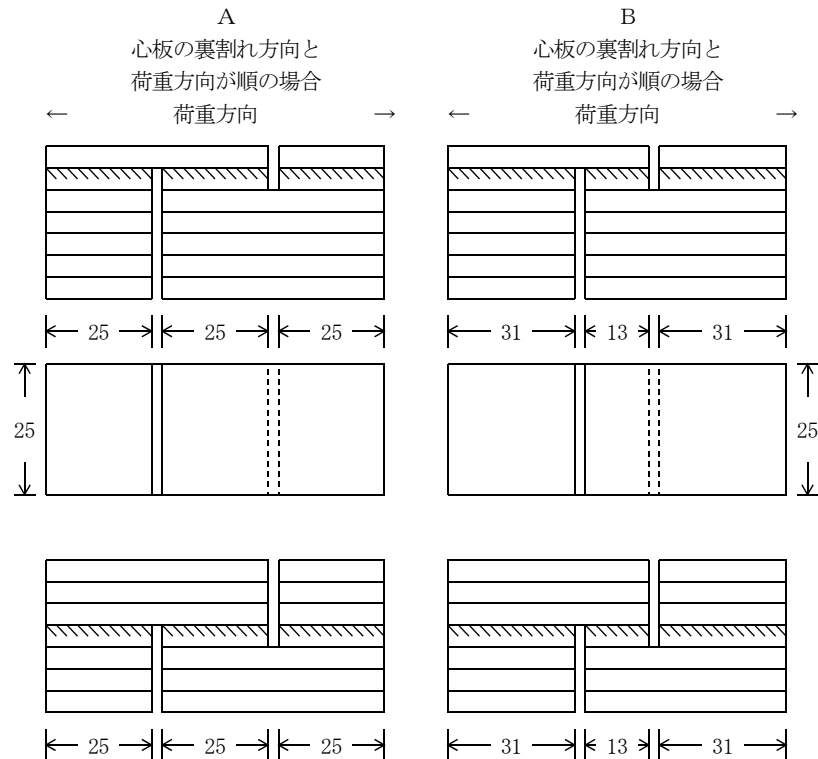 A
心板の裏割れ方向と
荷重方向が順の場合
← 荷重方向 →
25 25 25
25
25 25 25
B
心板の裏割れ方向と
荷重方向が順の場合
← 荷重方向 →
31 13 31
25
31 13 31